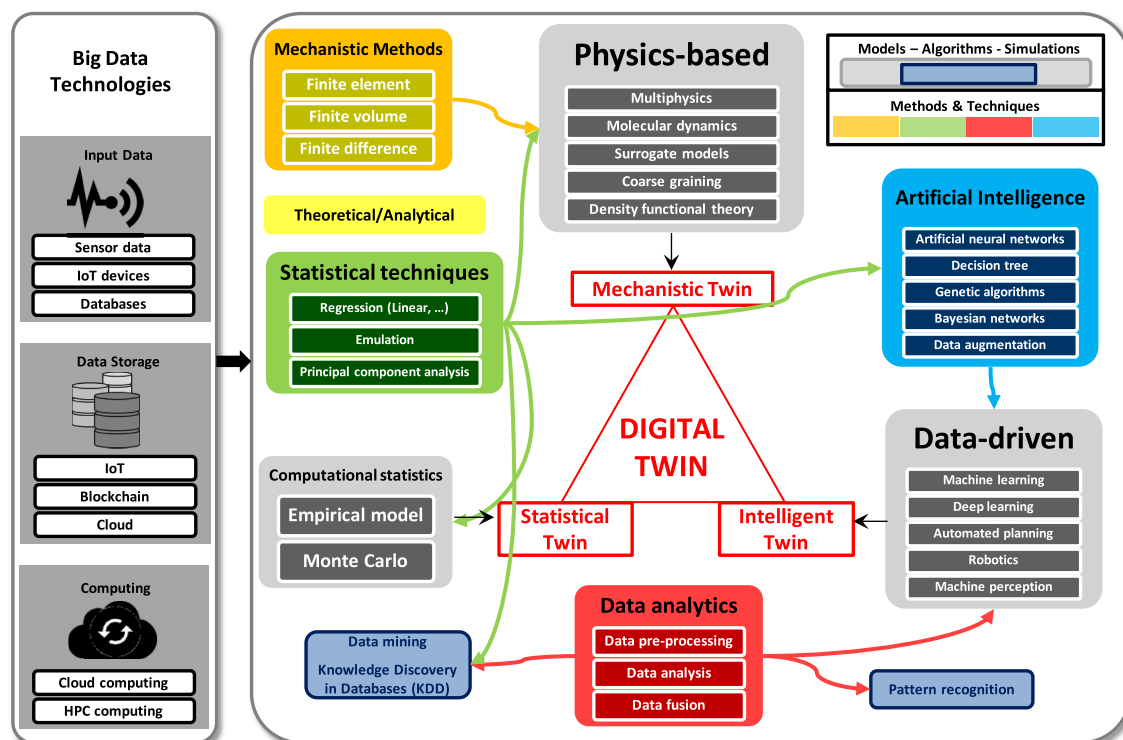 Big Data
Technologies
Input Data
Sensor data
IoT devices
Databases
Data Storage
IoT
Blockchain
Cloud
Computing
Cloud computing
HPC computing
Mechanistic Methods
Finite element
Finite volume
Finite difference
Theoretical/Analytical
Statistical techniques
Regression (Linear, ...)
Emulation
Principal component analysis
Computational statistics
Empirical model
Monte Carlo
Data mining
Knowledge Discovery
in Databases (KDD)
Physics-based
Multiphysics
Molecular dynamics
Surrogate models
Coarse graining
Density functional theory
Mechanistic Twin
DIGITAL
TWIN
Statistical
Twin
Intelligent
Twin
Data analytics
Data pre-processing
Data analysis
Data fusion
Models – Algorithms - Simulations
Methods & Techniques
Artificial Intelligence
Artificial neural networks
Decision tree
Genetic algorithms
Bayesian networks
Data augmentation
Data-driven
Machine learning
Deep learning
Automated planning
Robotics
Machine perception
Pattern recognition